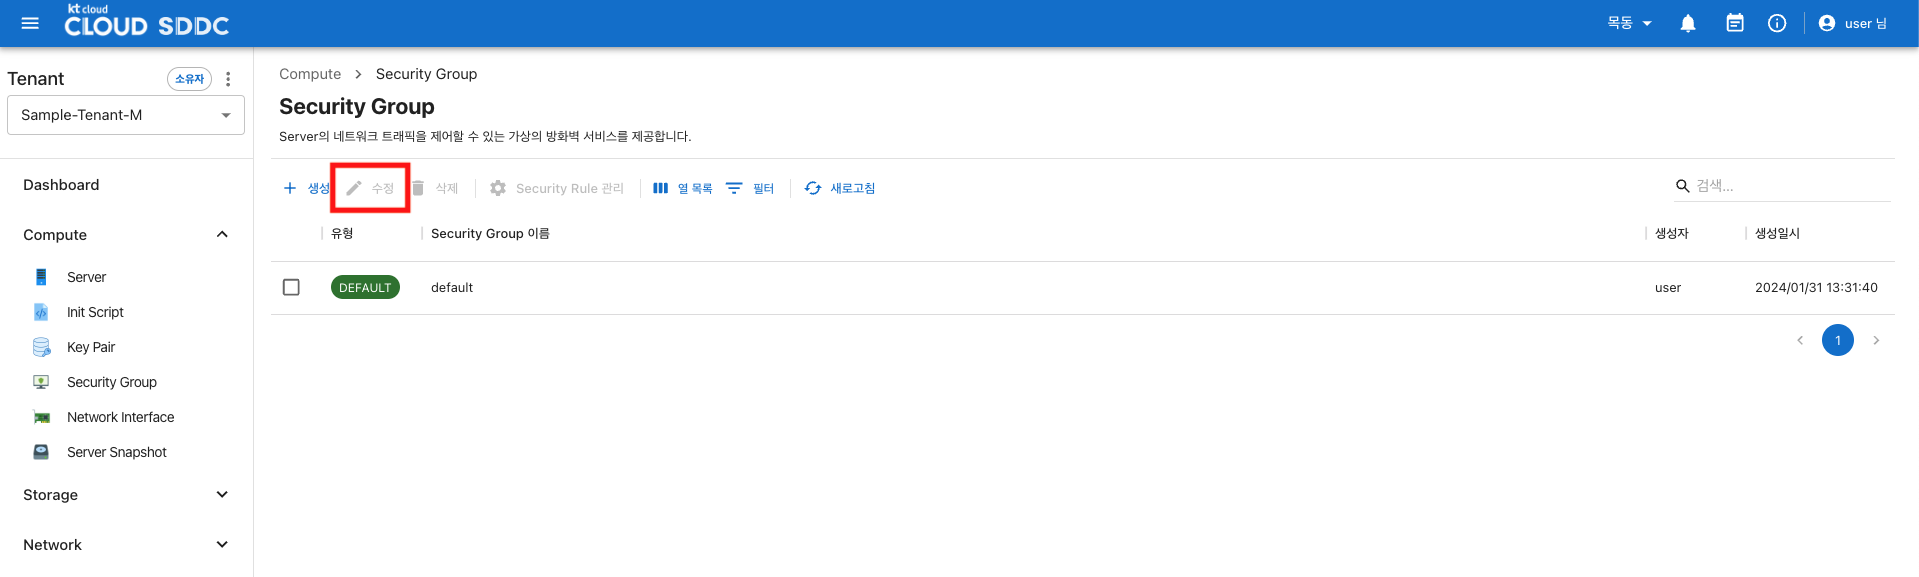 kt cloud
CLOUD SDDC
목동
user 님
Tenant
소유자
Sample-Tenant-M
Dashboard
Compute
Server
Init Script
Key Pair
Security Group
Network Interface
Server Snapshot
Storage
Network
Compute > Security Group
Security Group
Server의 네트워크 트래픽을 제어할 수 있는 가상의 방화벽 서비스를 제공합니다.
생성 수정 삭제 Security Rule 관리 열 목록 필터 새로고침 검색...
유형 Security Group 이름 생성자 생성일시
DEFAULT default user 2024/01/31 13:31:40
1